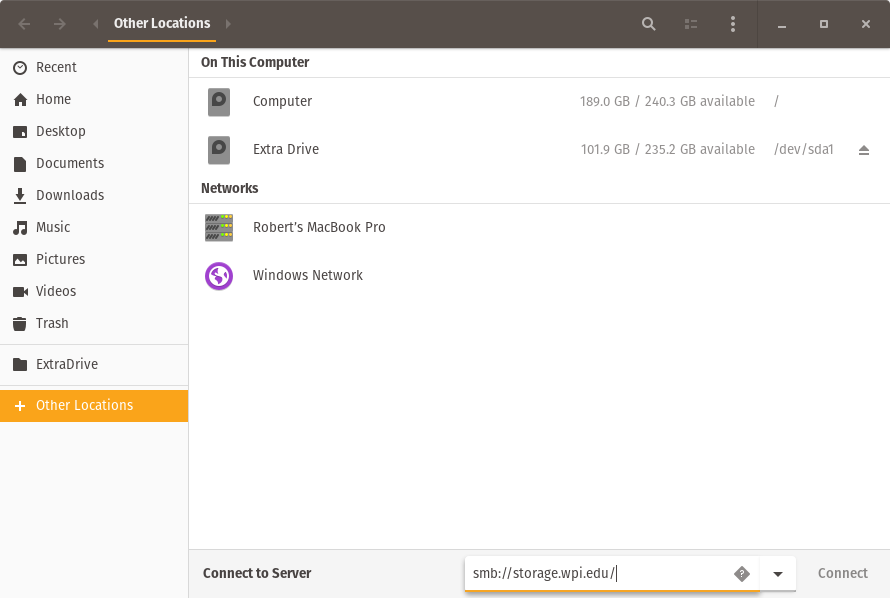 Other Locations
Recent
Home
Desktop
Documents
Downloads
Music
Pictures
Videos
Trash
ExtraDrive
Other Locations
On This Computer
Computer 189.0 GB / 240.3 GB available /
Extra Drive 101.9 GB / 235.2 GB available /dev/sda1
Networks
Robert’s MacBook Pro
Windows Network
Connect to Server smb://storage.wpi.edu/ ? Connect